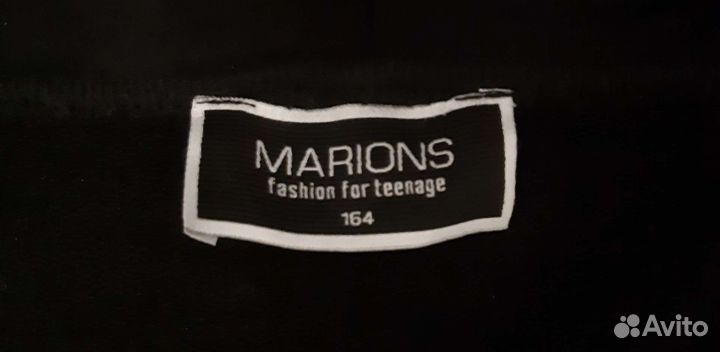 MARIONS
fashion for teenage
164
Avito